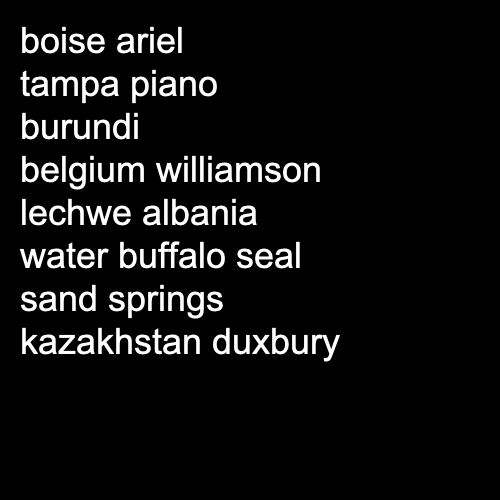 boise ariel
tampa piano
burundi
belgium williamson
lechwe albania
water buffalo seal
sand springs
kazakhstan duxbury